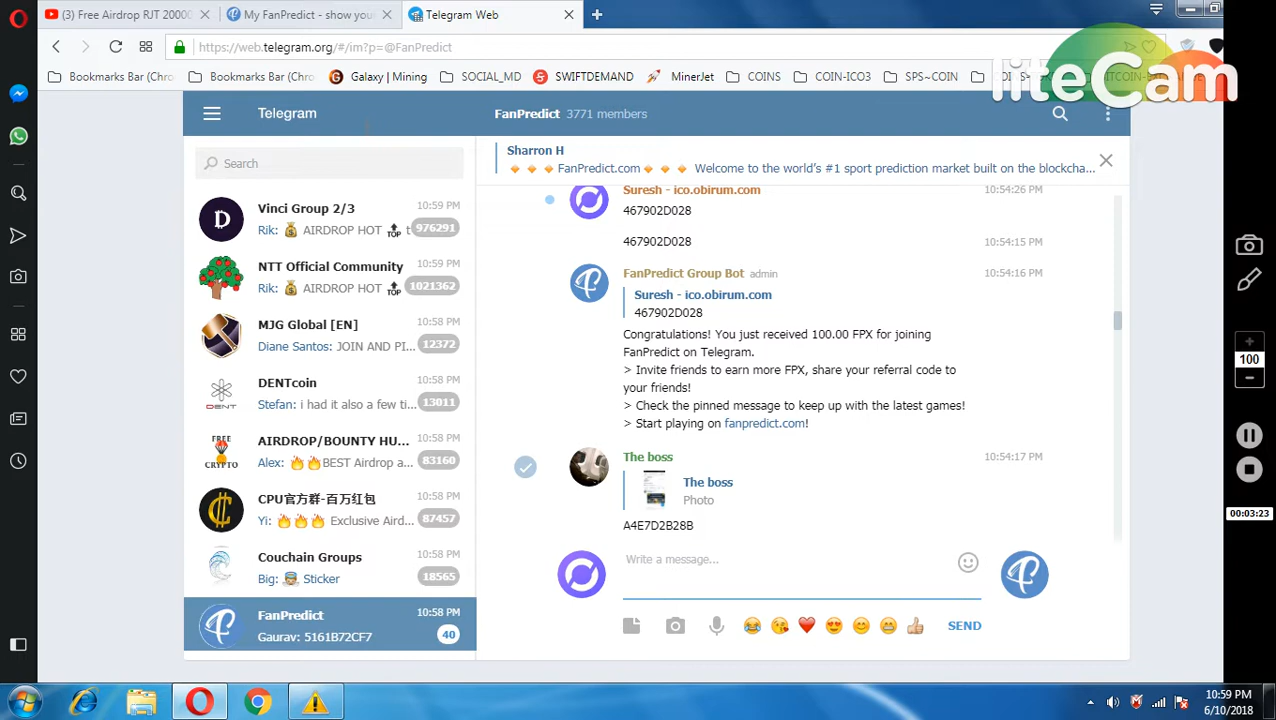 (3) Free Airdrop RJT 20000
My FanPredict - show your
Telegram Web
https://web.telegram.org/#/im?p=@FanPredict
Bookmarks Bar (Chro
Bookmarks Bar (Chro
Galaxy | Mining
SOCIAL_MD
SWIFTDEMAND
MinerJet
COINS
COIN-ICO3
SPS~COIN
liteCam
Telegram
FanPredict 3771 members
Search
Sharron H
FanPredict.com🔸🔸🔸 Welcome to the world's #1 sport prediction market built on the blockcha...
Vinci Group 2/3 10:59 PM
Rik: 💰 AIRDROP HOT 🔝 t 976291
NTT Official Community 10:59 PM
Rik: 💰 AIRDROP HOT 🔝 1021362
MJG Global [EN] 10:58 PM
Diane Santos: JOIN AND PI... 12372
DENTcoin 10:58 PM
Stefan: i had it also a few ti... 13011
AIRDROP/BOUNTY HU... 10:58 PM
Alex: 🔥🔥BEST Airdrop a... 83160
FREE
CRYPTO
CPU官方群-百万红包 10:58 PM
Yi: 🔥🔥🔥 Exclusive Aird... 87457
Couchain Groups 10:58 PM
Big: Sticker 18565
FanPredict 10:58 PM
Gaurav: 5161B72CF7 40
Suresh - ico.obirum.com 10:54:26 PM
467902D028
467902D028 10:54:15 PM
FanPredict Group Bot admin 10:54:16 PM
Suresh - ico.obirum.com
467902D028
Congratulations! You just received 100.00 FPX for joining
FanPredict on Telegram.
> Invite friends to earn more FPX, share your referral code to
your friends!
> Check the pinned message to keep up with the latest games!
> Start playing on fanpredict.com!
The boss 10:54:17 PM
The boss
Photo
A4E7D2B28B
Write a message...
SEND
100
00:03:23
10:59 PM
6/10/2018